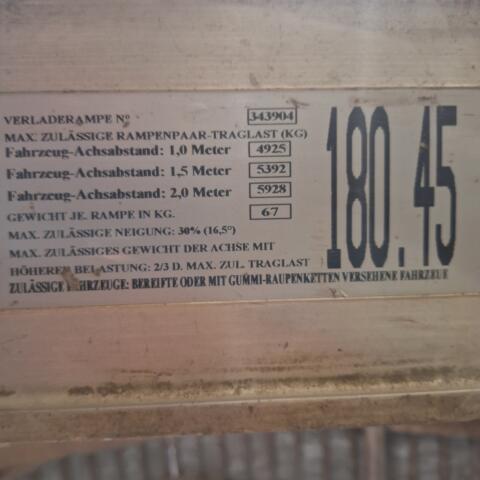 VERLADERAMPE Nº 343904
MAX. ZULÄSSIGE RAMPENPAAR-TRAGLAST (KG)
Fahrzeug-Achsabstand: 1,0 Meter 4925
Fahrzeug-Achsabstand: 1,5 Meter 5392
Fahrzeug-Achsabstand: 2,0 Meter 5928
GEWICHT JE. RAMPE IN KG. 67
MAX. ZULÄSSIGE NEIGUNG: 30% (16,5°)
MAX. ZULÄSSIGES GEWICHT DER ACHSE MIT
HÖHERER BELASTUNG: 2/3 D. MAX. ZUL. TRAGLAST
ZULÄSSIGE FAHRZEUGE: BEREIFTE ODER MIT GUMMI-RAUPENKETTEN VERSEHENE FAHRZEUE
180.45